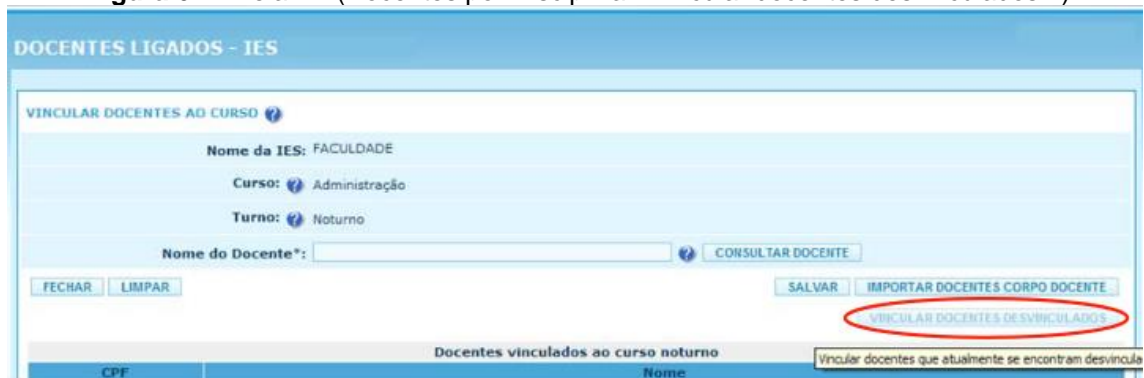 DOCENTES LIGADOS - IES
VINCULAR DOCENTES AO CURSO
Nome da IES: FACULDADE
Curso: Administração
Turno: Noturno
Nome do Docente*: CONSULTAR DOCENTE
FECHAR LIMPAR SALVAR IMPORTAR DOCENTES CORPO DOCENTE
VINCULAR DOCENTES DESVINCULADOS
Docentes vinculados ao curso noturno
Vincular docentes que atualmente se encontram desvincula
CPF Nome